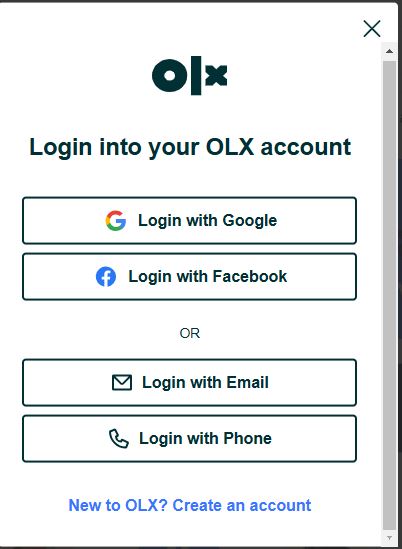 olx
Login into your OLX account
Login with Google
Login with Facebook
OR
Login with Email
Login with Phone
New to OLX? Create an account